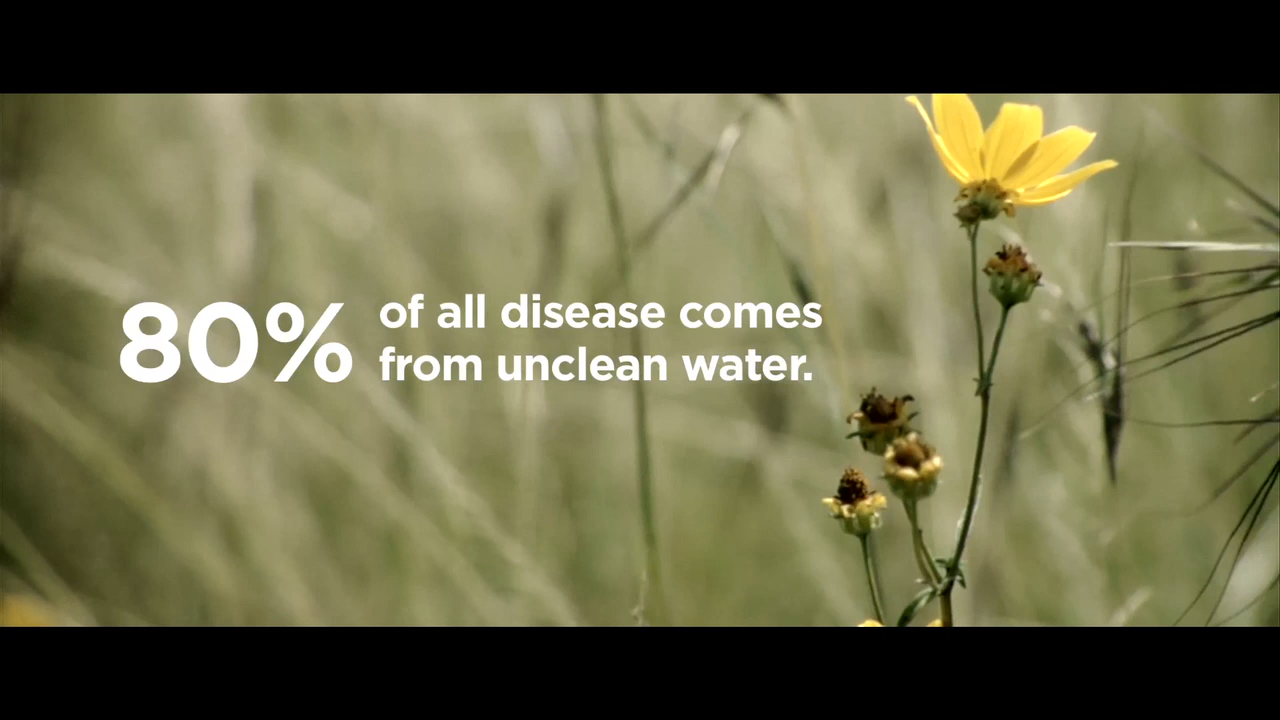 80% of all disease comes
from unclean water.